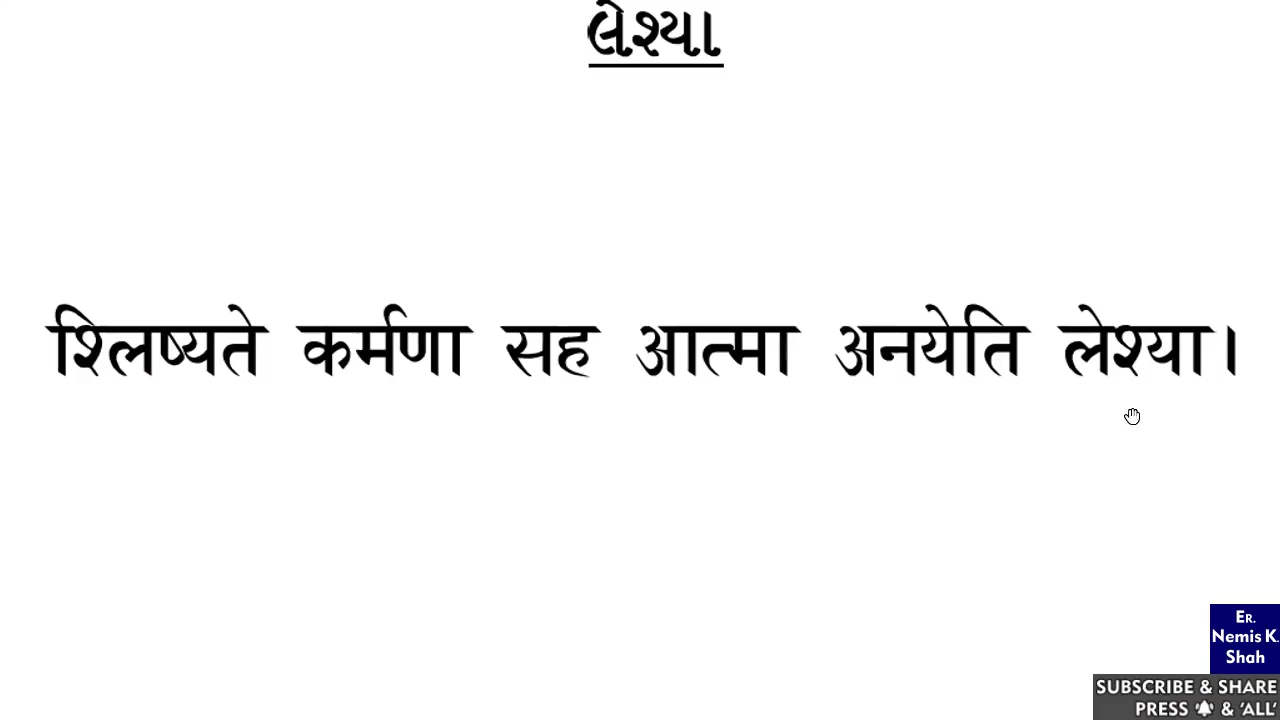 લેશ્યા
श्लिष्यते कर्मणा सह आत्मा अनयेति लेश्या।
ER.
Nemis K.
Shah
SUBSCRIBE & SHARE
PRESS 🔔 & ‘ALL’